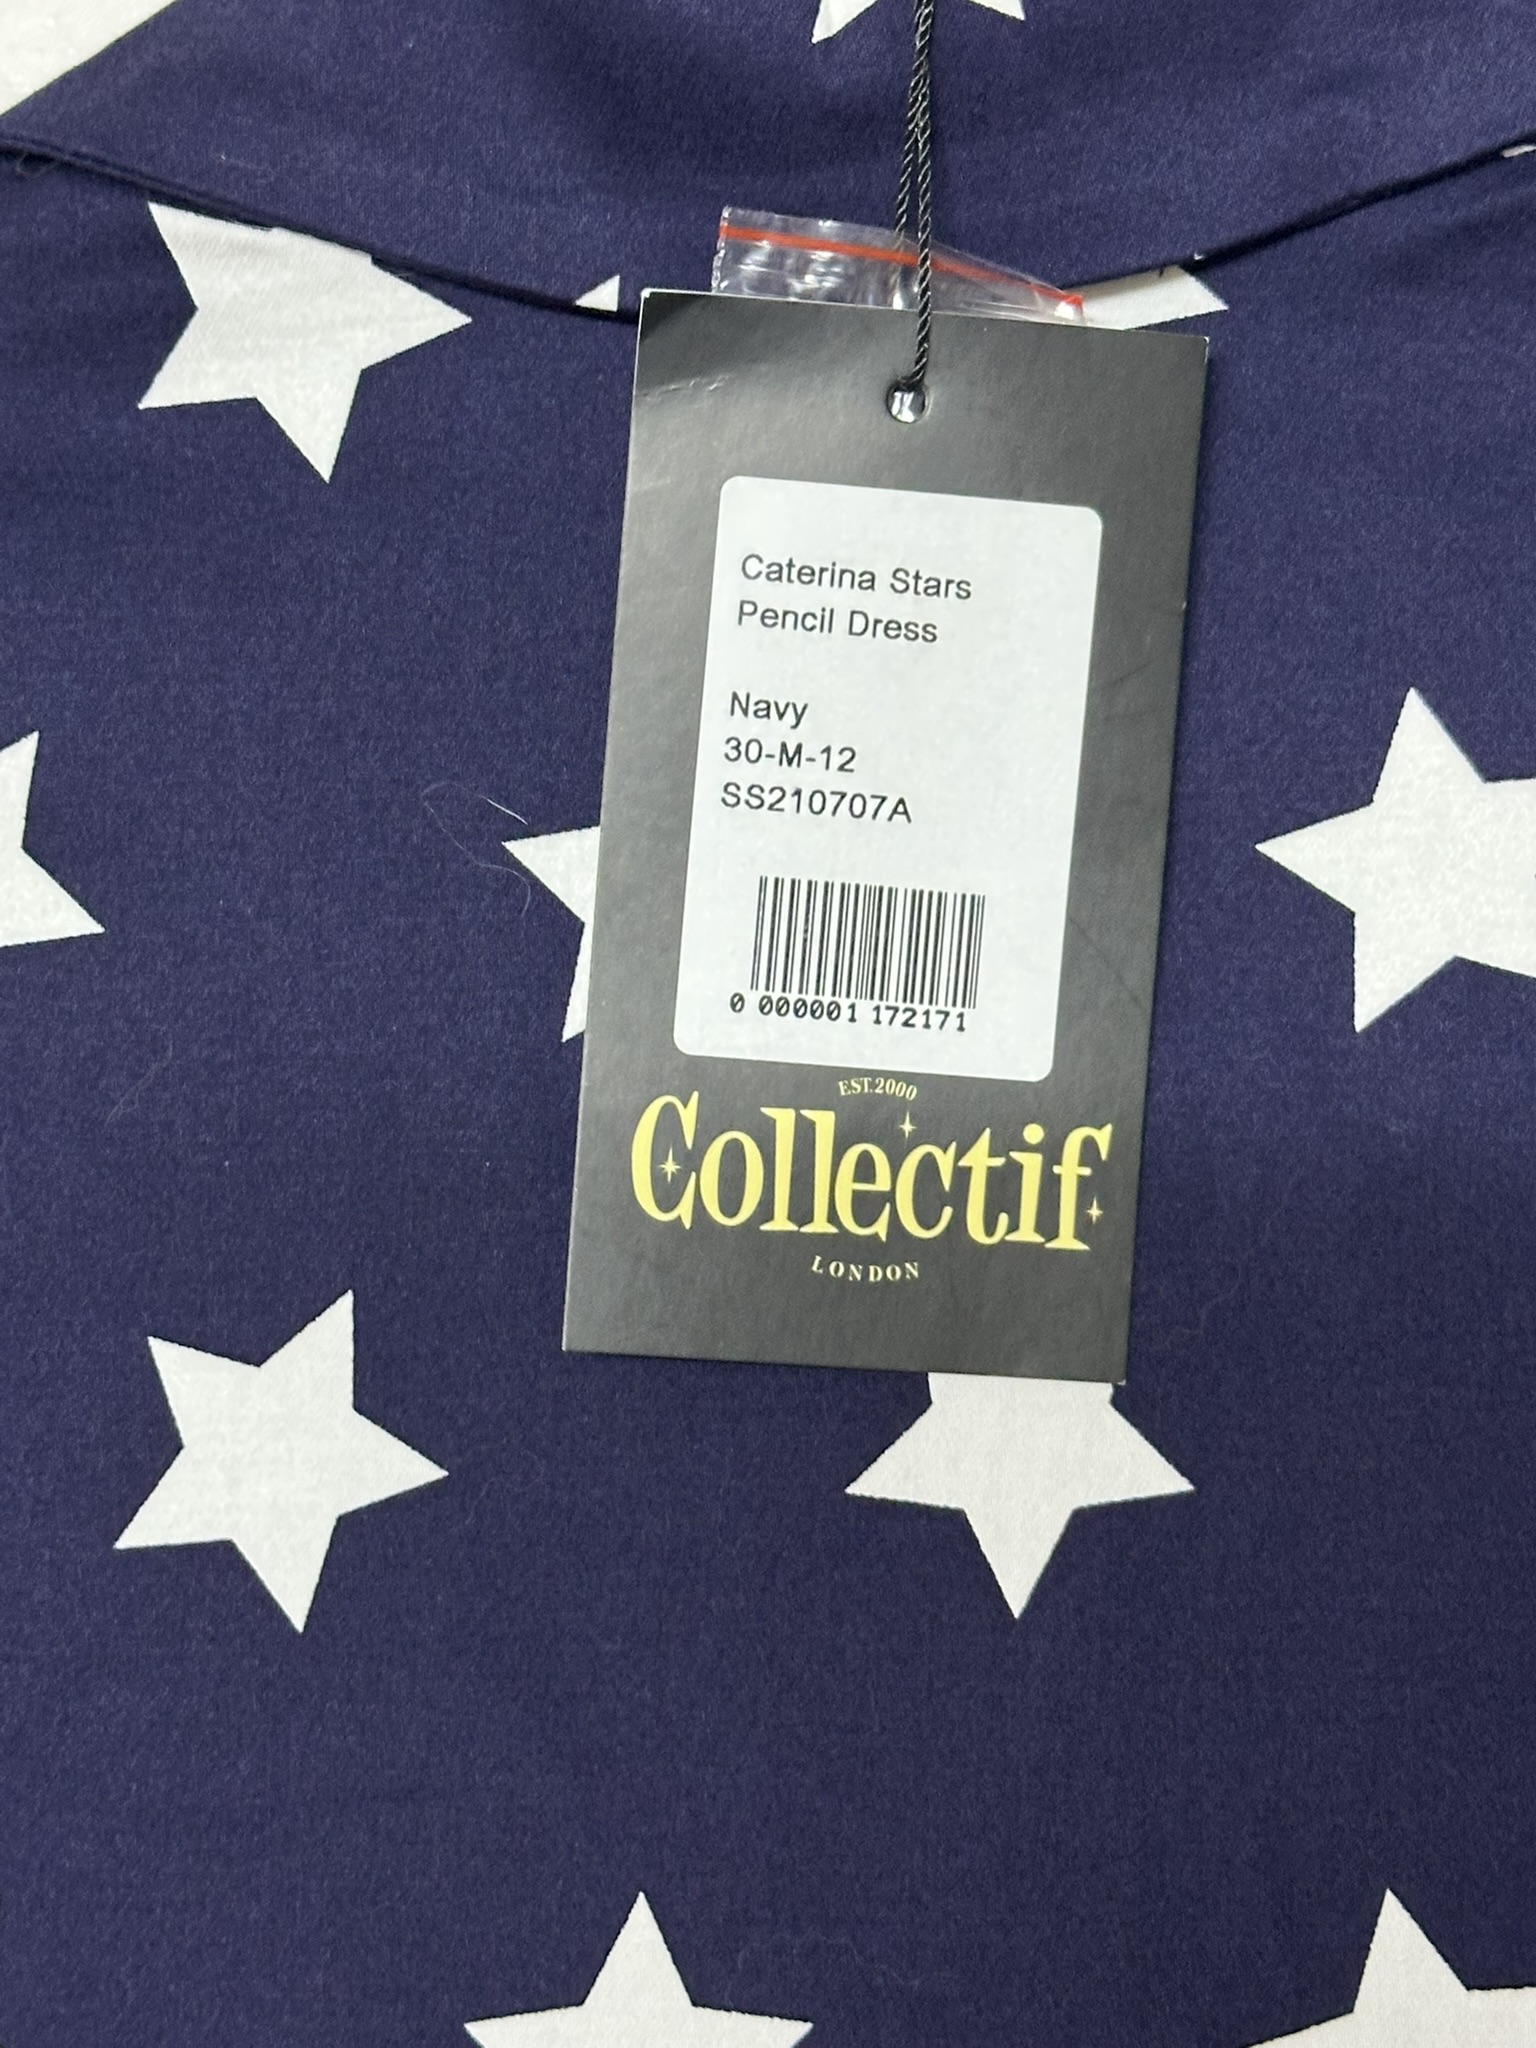 Caterina Stars
Pencil Dress
Navy
30-M-12
SS210707A
0 000001 172171
EST.2000
Collectif
LONDON